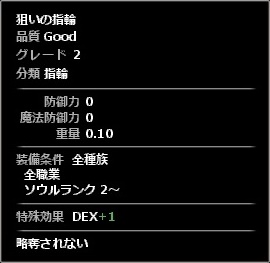 狙いの指輪
品質 Good
グレード 2
分類 指輪
防御力 0
魔法防御力 0
重量 0.10
装備条件 全種族
全職業
ソウルランク 2～
特殊効果 DEX+1
略奪されない